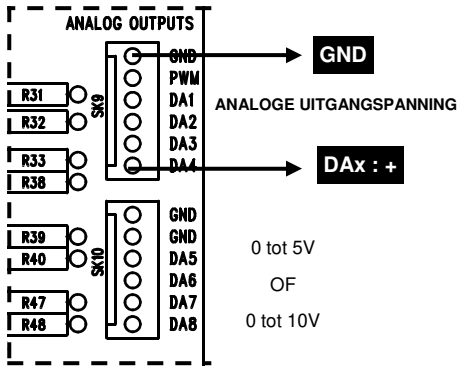 ANALOG OUTPUTS
GND
PWM
DA1
DA2
DA3
DA4
SK9
R31
R32
R33
R38
GND
ANALOGE UITGANGSPANNING
DAx : +
GND
GND
DA5
DA6
DA7
DA8
SK10
R39
R40
R47
R48
0 tot 5V
OF
0 tot 10V